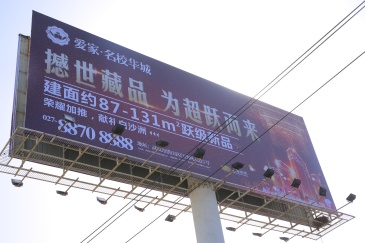 爱家·名校华城
撼世藏品 为超跃而来
建面约87-131m²跃级新品
荣耀加推，献礼白沙洲
027-8870 8888